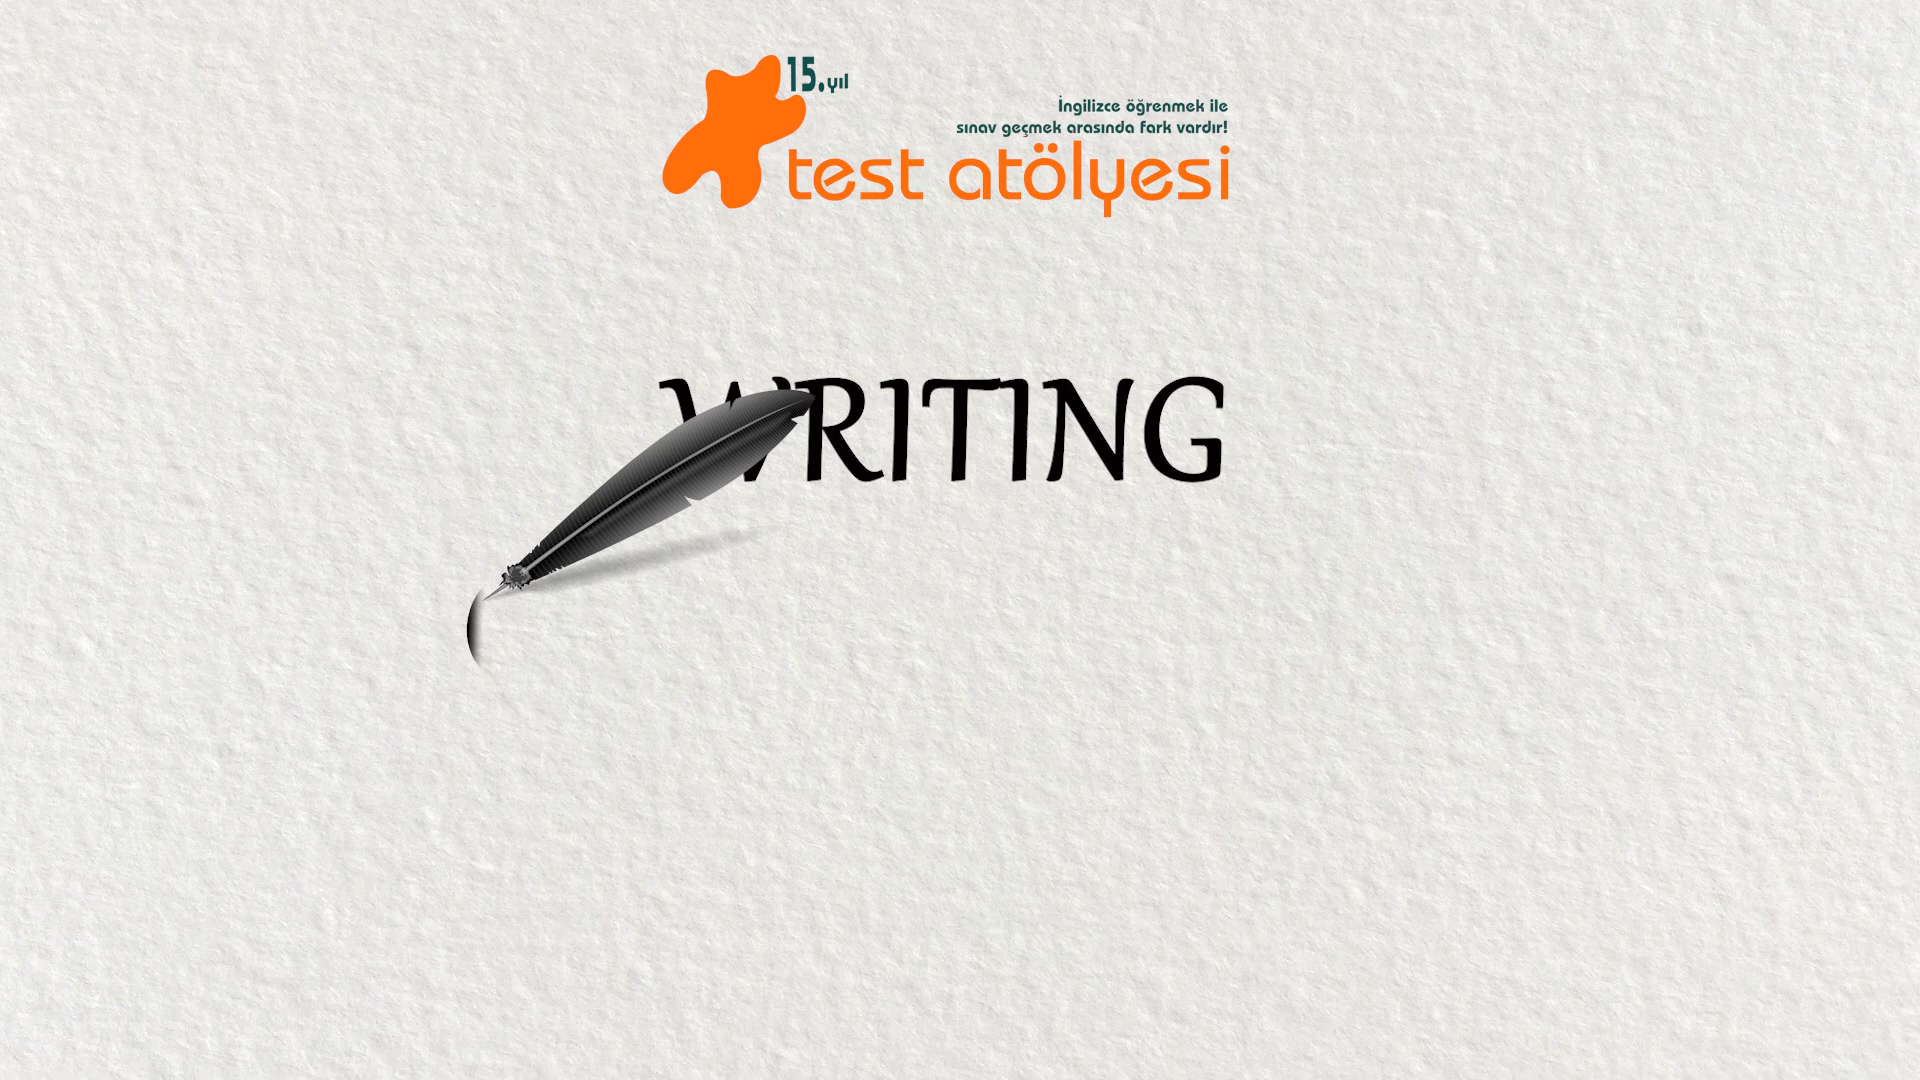 15.yıl
İngilizce öğrenmek ile
sınav geçmek arasında fark vardır!
test atölyesi
WRITING